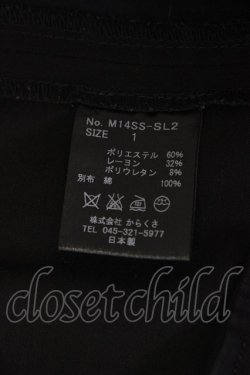 No. M14SS-SL2
SIZE 1
ポリエステル 60%
レーヨン 32%
ポリウレタン 8%
別布 綿 100%
株式会社 からくさ
TEL 045-321-5977
日本製
closetchild